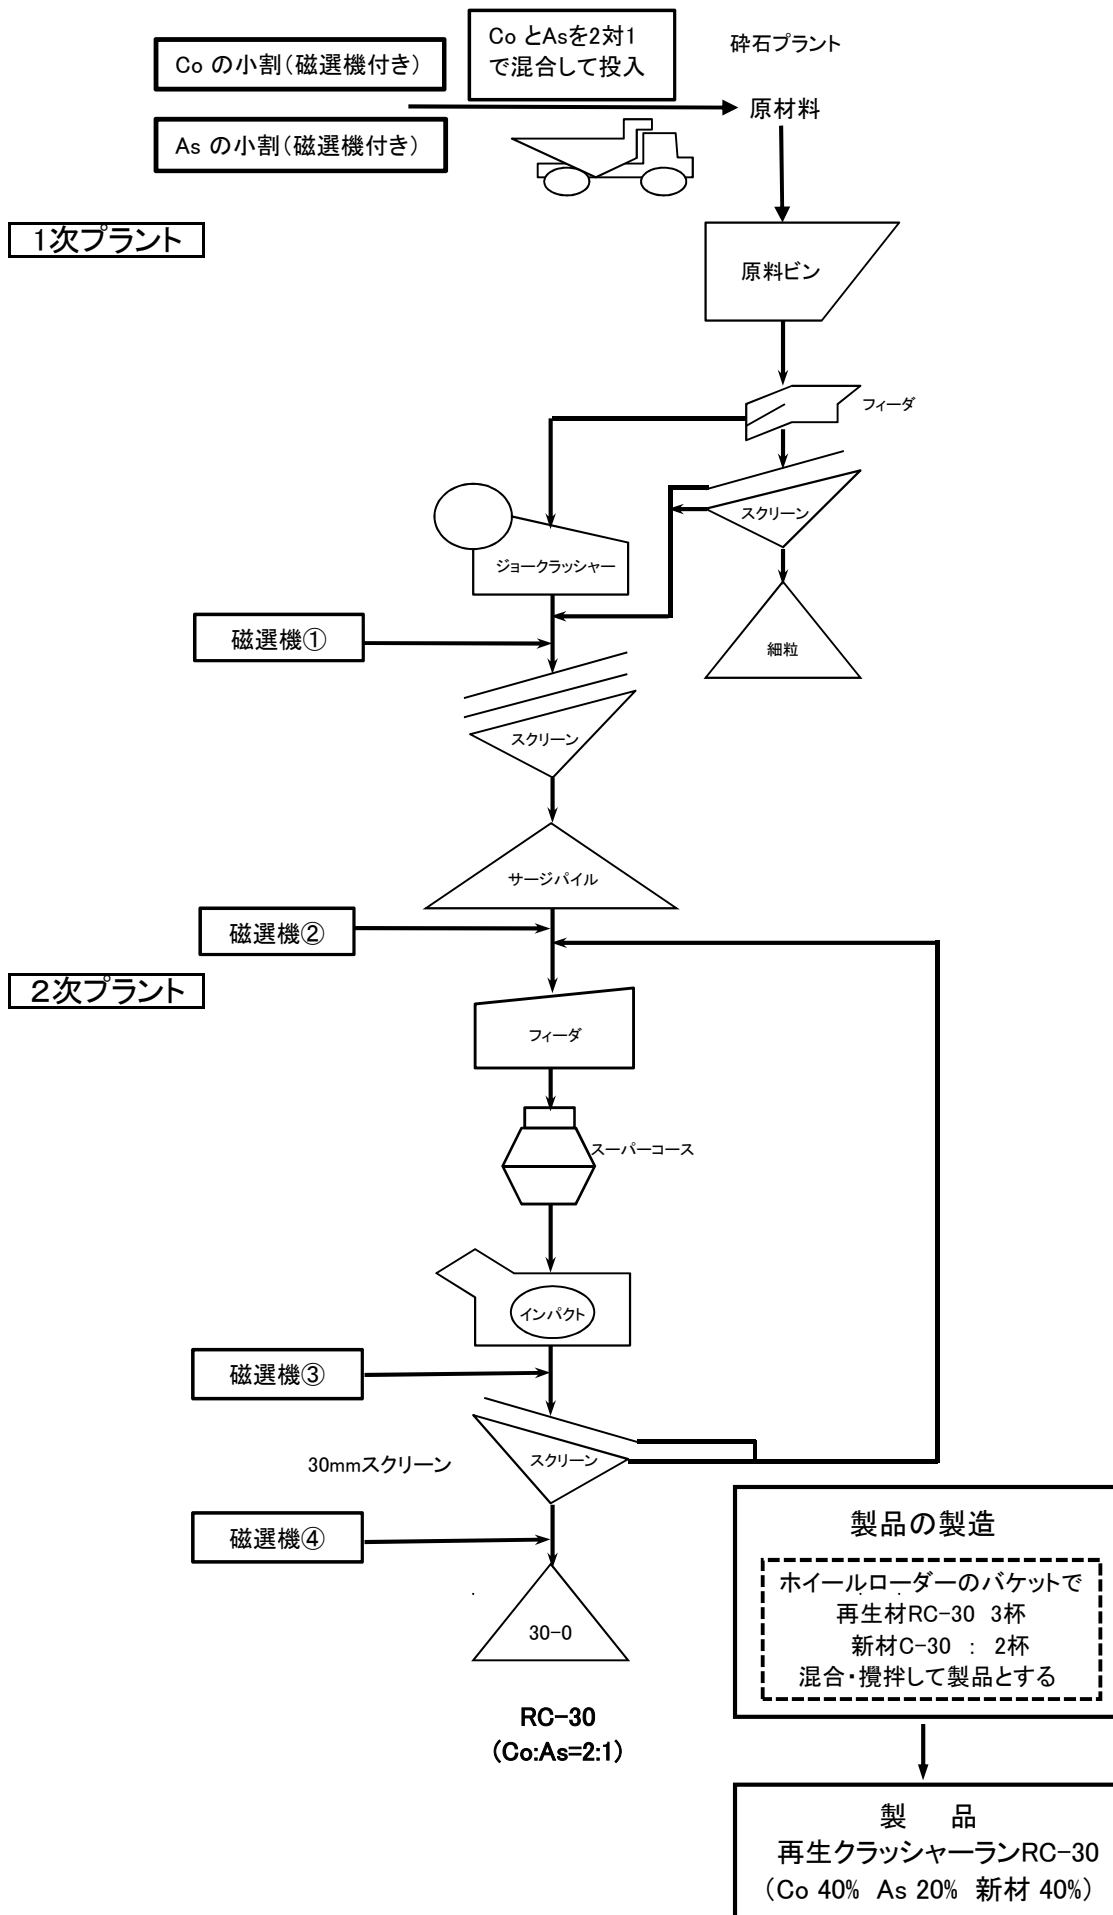 Co の小割(磁選機付き)
Co とAsを2対1
で混合して投入
砕石プラント
原材料
As の小割(磁選機付き)
1次プラント
原料ビン
フィーダ
スクリーン
ジョークラッシャー
細粒
磁選機①
スクリーン
サージパイル
磁選機②
2次プラント
フィーダ
スーパーコース
インパクト
磁選機③
30mmスクリーン
スクリーン
磁選機④
30-0
RC-30
(Co:As=2:1)
製品の製造
ホイールローダーのバケットで
再生材RC-30 3杯
新材C-30 : 2杯
混合・攪拌して製品とする
製 品
再生クラッシャーランRC-30
(Co 40% As 20% 新材 40%)